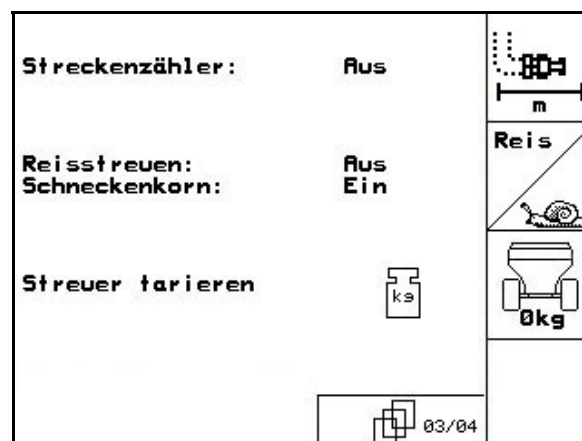 Streckenzähler: Aus
m
Reis
Reisstreuen: Aus
Schneckenkorn: Ein
Streuer tarieren
kg
0kg
03/04